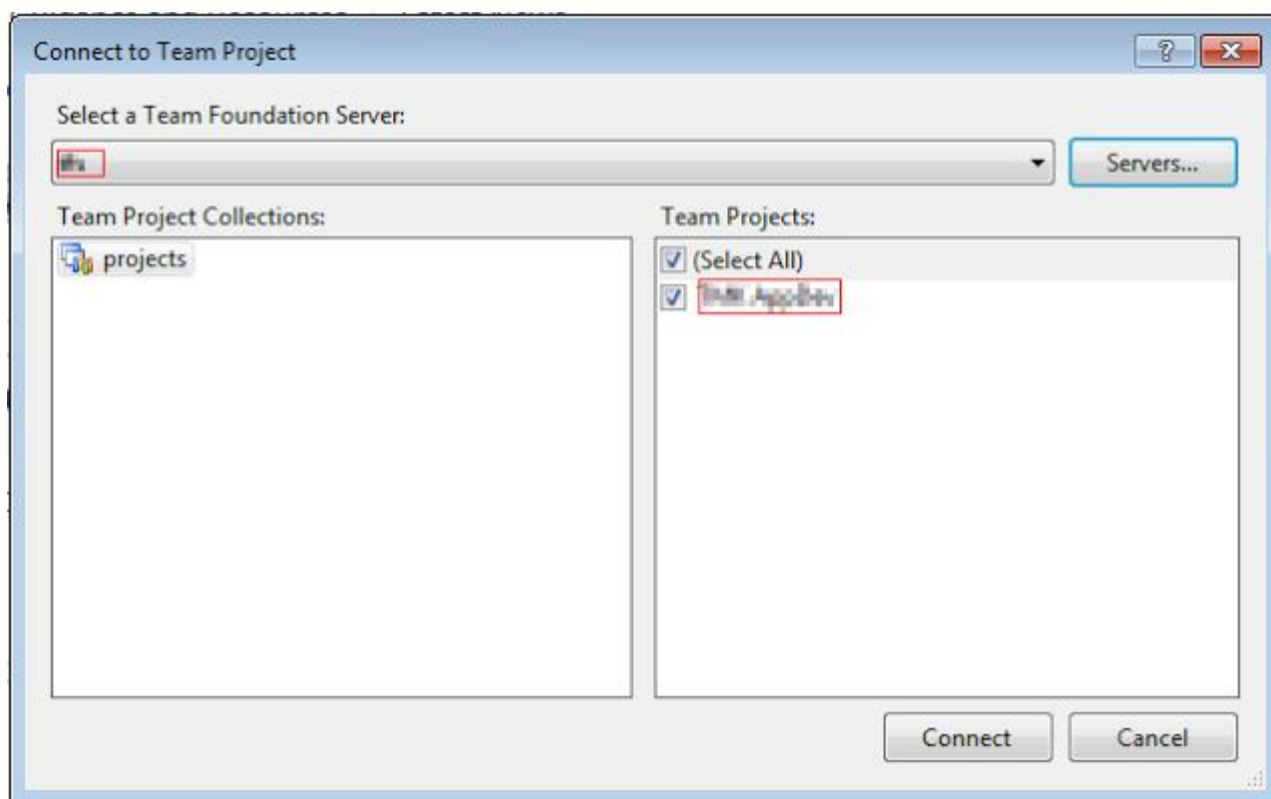 Connect to Team Project
Select a Team Foundation Server:
Servers...
Team Project Collections:
Team Projects:
projects
(Select All)
Connect
Cancel